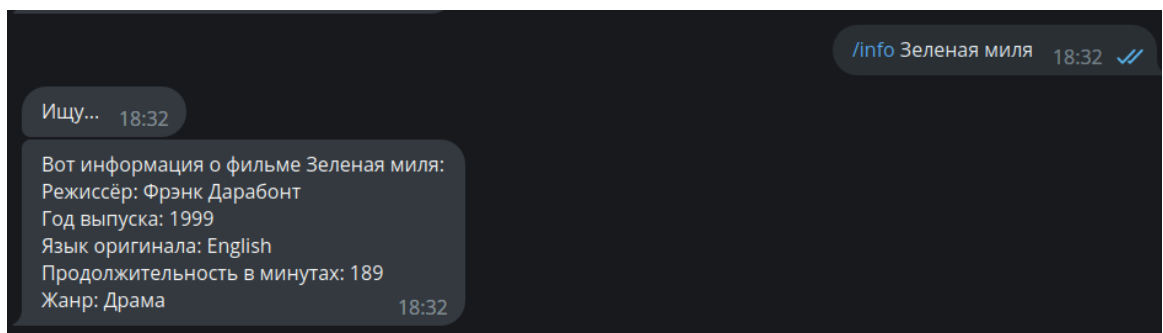 /info Зеленая миля 18:32
Ищу... 18:32
Вот информация о фильме Зеленая миля:
Режиссёр: Фрэнк Дарабонт
Год выпуска: 1999
Язык оригинала: English
Продолжительность в минутах: 189
Жанр: Драма 18:32